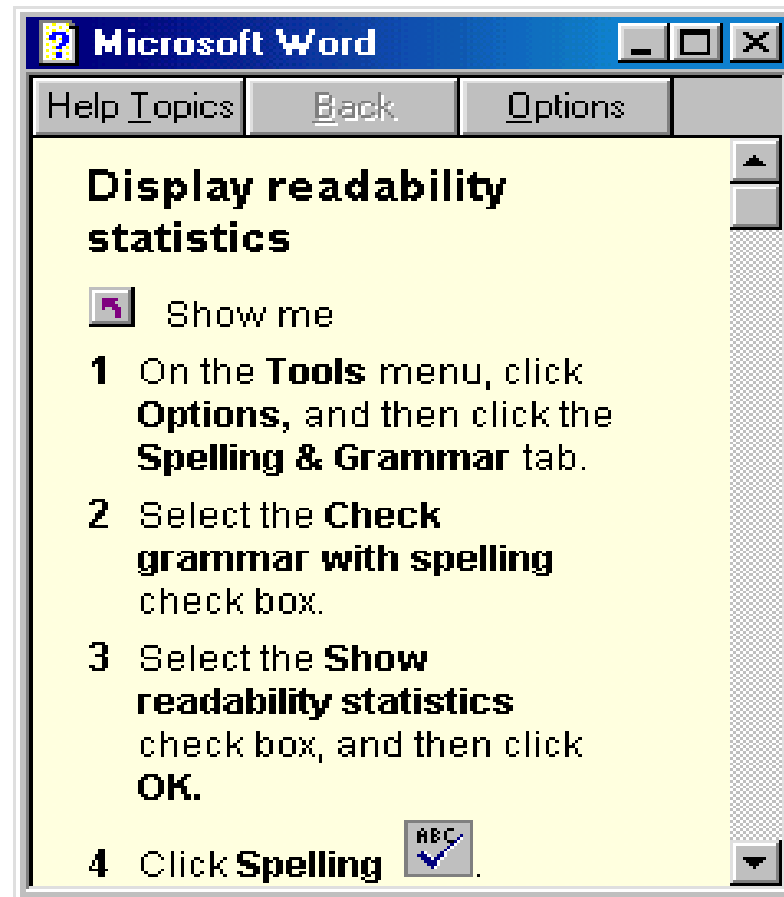 Microsoft Word
Help Topics Back Options
Display readability
statistics
Show me
1 On the Tools menu, click
Options, and then click the
Spelling & Grammar tab.
2 Select the Check
grammar with spelling
check box.
3 Select the Show
readability statistics
check box, and then click
OK.
4 Click Spelling ABC.